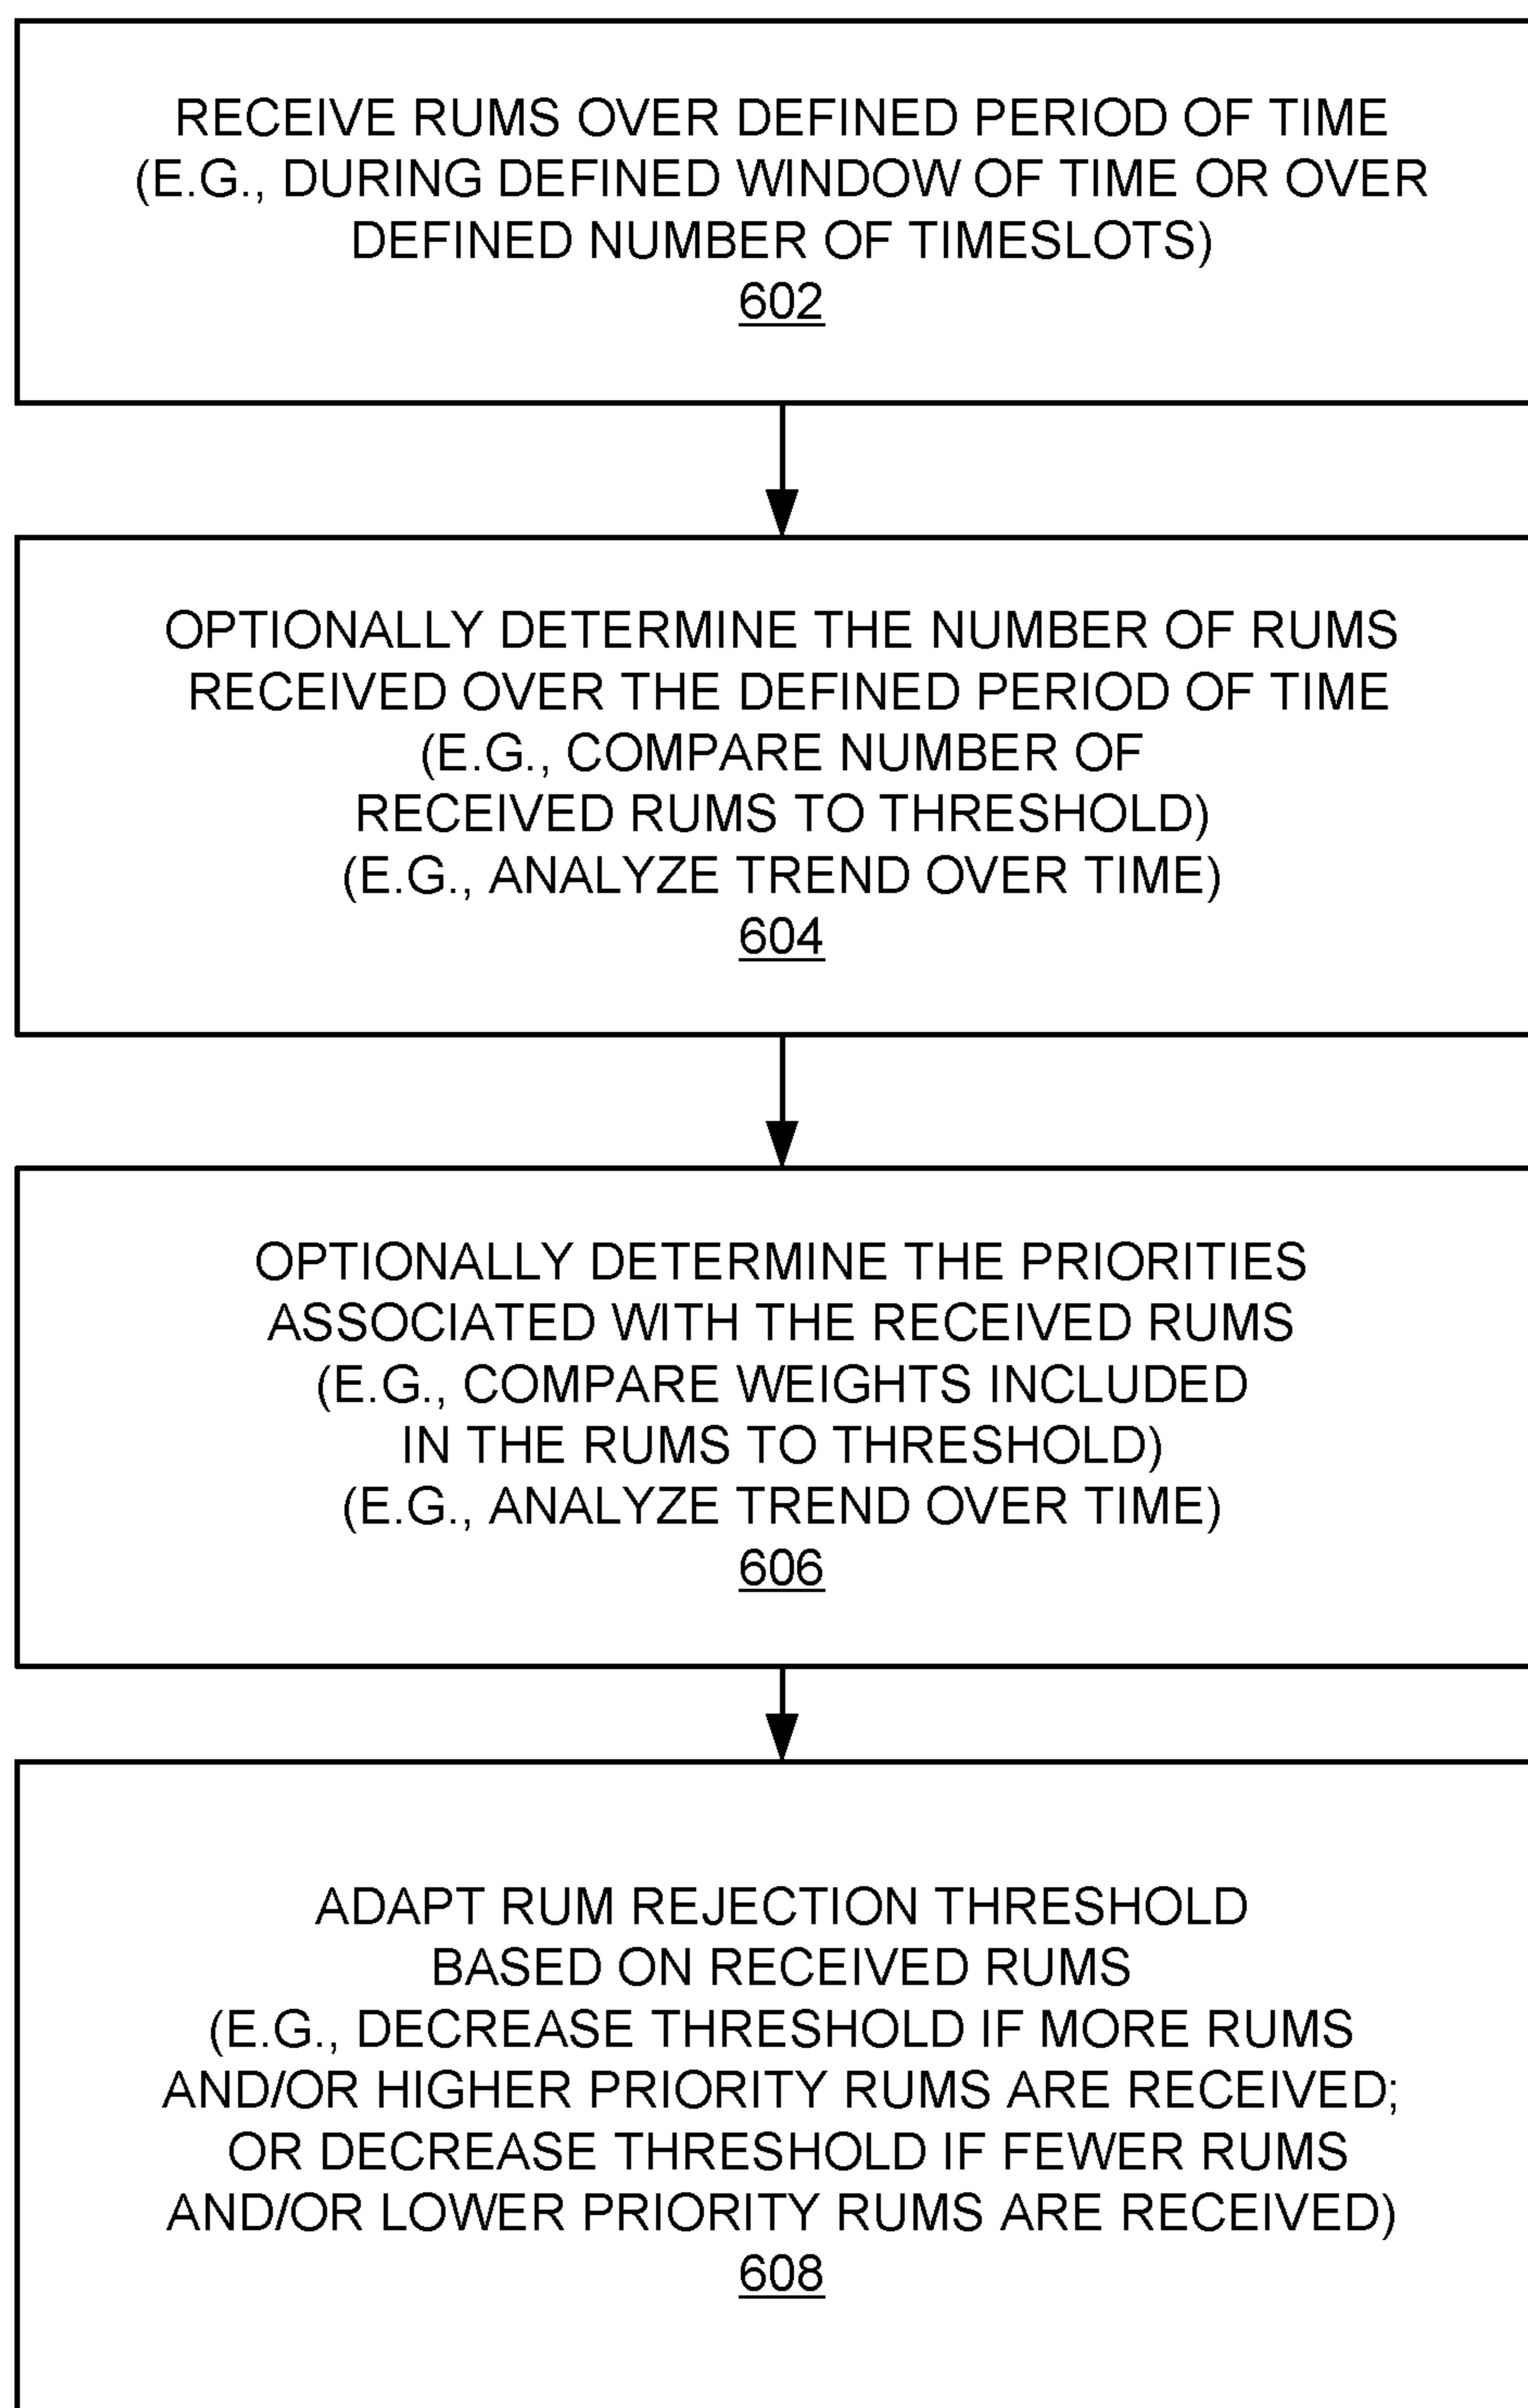 RECEIVE RUMS OVER DEFINED PERIOD OF TIME
(E.G., DURING DEFINED WINDOW OF TIME OR OVER
DEFINED NUMBER OF TIMESLOTS)
602
OPTIONALLY DETERMINE THE NUMBER OF RUMS
RECEIVED OVER THE DEFINED PERIOD OF TIME
(E.G., COMPARE NUMBER OF
RECEIVED RUMS TO THRESHOLD)
(E.G., ANALYZE TREND OVER TIME)
604
OPTIONALLY DETERMINE THE PRIORITIES
ASSOCIATED WITH THE RECEIVED RUMS
(E.G., COMPARE WEIGHTS INCLUDED
IN THE RUMS TO THRESHOLD)
(E.G., ANALYZE TREND OVER TIME)
606
ADAPT RUM REJECTION THRESHOLD
BASED ON RECEIVED RUMS
(E.G., DECREASE THRESHOLD IF MORE RUMS
AND/OR HIGHER PRIORITY RUMS ARE RECEIVED;
OR DECREASE THRESHOLD IF FEWER RUMS
AND/OR LOWER PRIORITY RUMS ARE RECEIVED)
608